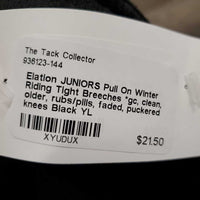 The Tack Collector
936123-144
Elation JUNIORS Pull On Winter
Riding Tight Breeches *gc, clean,
older, rubs/pills, faded, puckered
knees Black YL
XYUDUX
$21.50